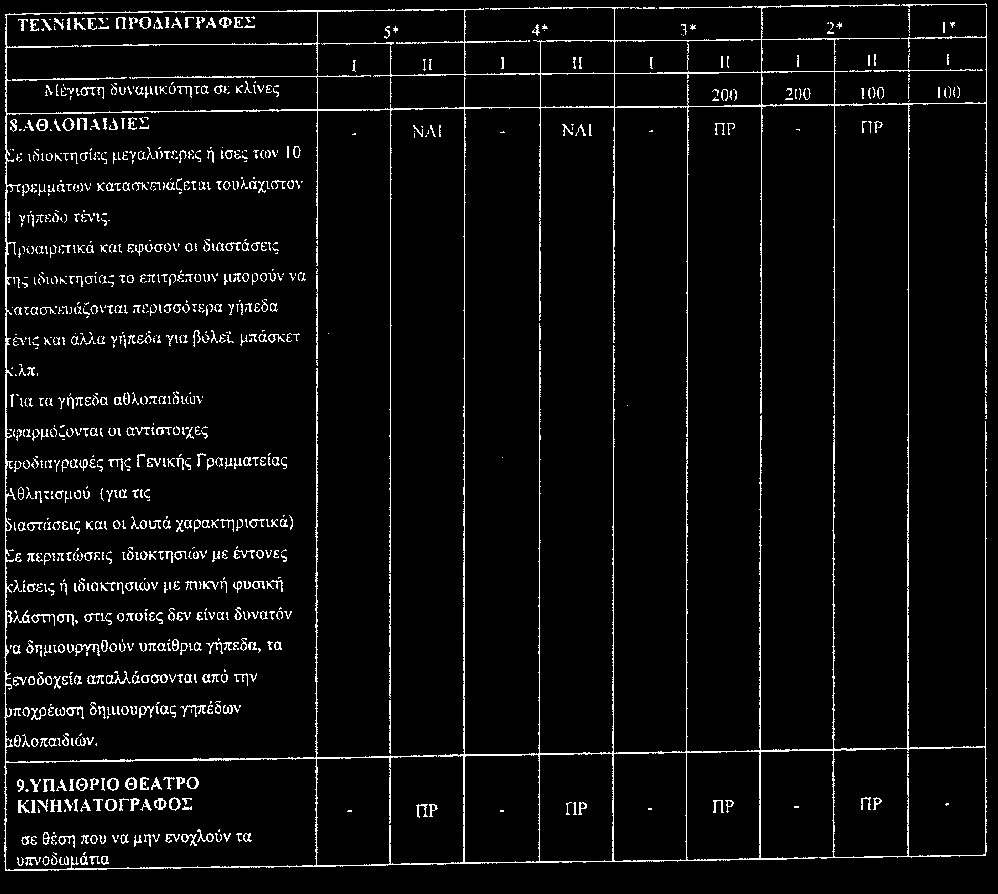 ΤΕΧΝΙΚΕΣ ΠΡΟΔΙΑΓΡΑΦΕΣ 5* 4* 3* 2* 1*
I II I II I II I II I
Μέγιστη δυναμικότητα σε κλίνες 200 200 100 100
8.ΑΘΛΟΠΑΙΔΙΕΣ - ΝΑΙ - ΝΑΙ - ΠΡ - ΠΡ
Σε ιδιοκτησίες μεγαλύτερες ή ίσες των 10
στρεμμάτων κατασκευάζεται τουλάχιστον
1 γήπεδο τένις.
Προαιρετικά και εφόσον οι διαστάσεις
της ιδιοκτησίας το επιτρέπουν μπορούν να
κατασκευάζονται περισσότερα γήπεδα
τένις και άλλα γήπεδα για βόλεϊ, μπάσκετ
κ.λπ.
Για τα γήπεδα αθλοπαιδιών
εφαρμόζονται οι αντίστοιχες
προδιαγραφές της Γενικής Γραμματείας
Αθλητισμού (για τις
διαστάσεις και οι λοιπά χαρακτηριστικά)
Σε περιπτώσεις ιδιοκτησιών με έντονες
κλίσεις ή ιδιοκτησιών με πυκνή φυσική
βλάστηση, στις οποίες δεν είναι δυνατόν
να δημιουργηθούν υπαίθρια γήπεδα, τα
ξενοδοχεία απαλλάσσονται από την
υποχρέωση δημιουργίας γηπέδων
αθλοπαιδιών.
9.ΥΠΑΙΘΡΙΟ ΘΕΑΤΡΟ
ΚΙΝΗΜΑΤΟΓΡΑΦΟΣ - ΠΡ - ΠΡ - ΠΡ - ΠΡ -
σε θέση που να μην ενοχλούν τα
υπνοδωμάτια